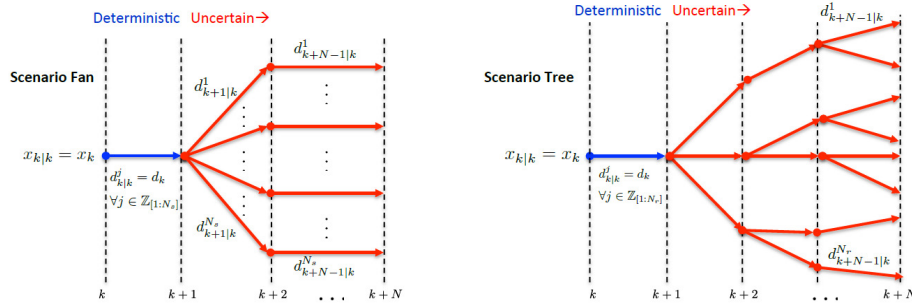 Deterministic Uncertain→
d^1_{k+N-1|k}
Scenario Fan
d^1_{k+1|k}
x_{k|k} = x_k
d^j_{k|k} = d_k
∀j ∈ ℤ_{[1:N_s]}
d^{N_s}_{k+1|k}
d^{N_s}_{k+N-1|k}
k k + 1 k + 2 ... k + N
Deterministic Uncertain→
d^1_{k+N-1|k}
Scenario Tree
x_{k|k} = x_k
d^j_{k|k} = d_k
∀j ∈ ℤ_{[1:N_r]}
d^{N_r}_{k+N-1|k}
k k + 1 k + 2 ... k + N